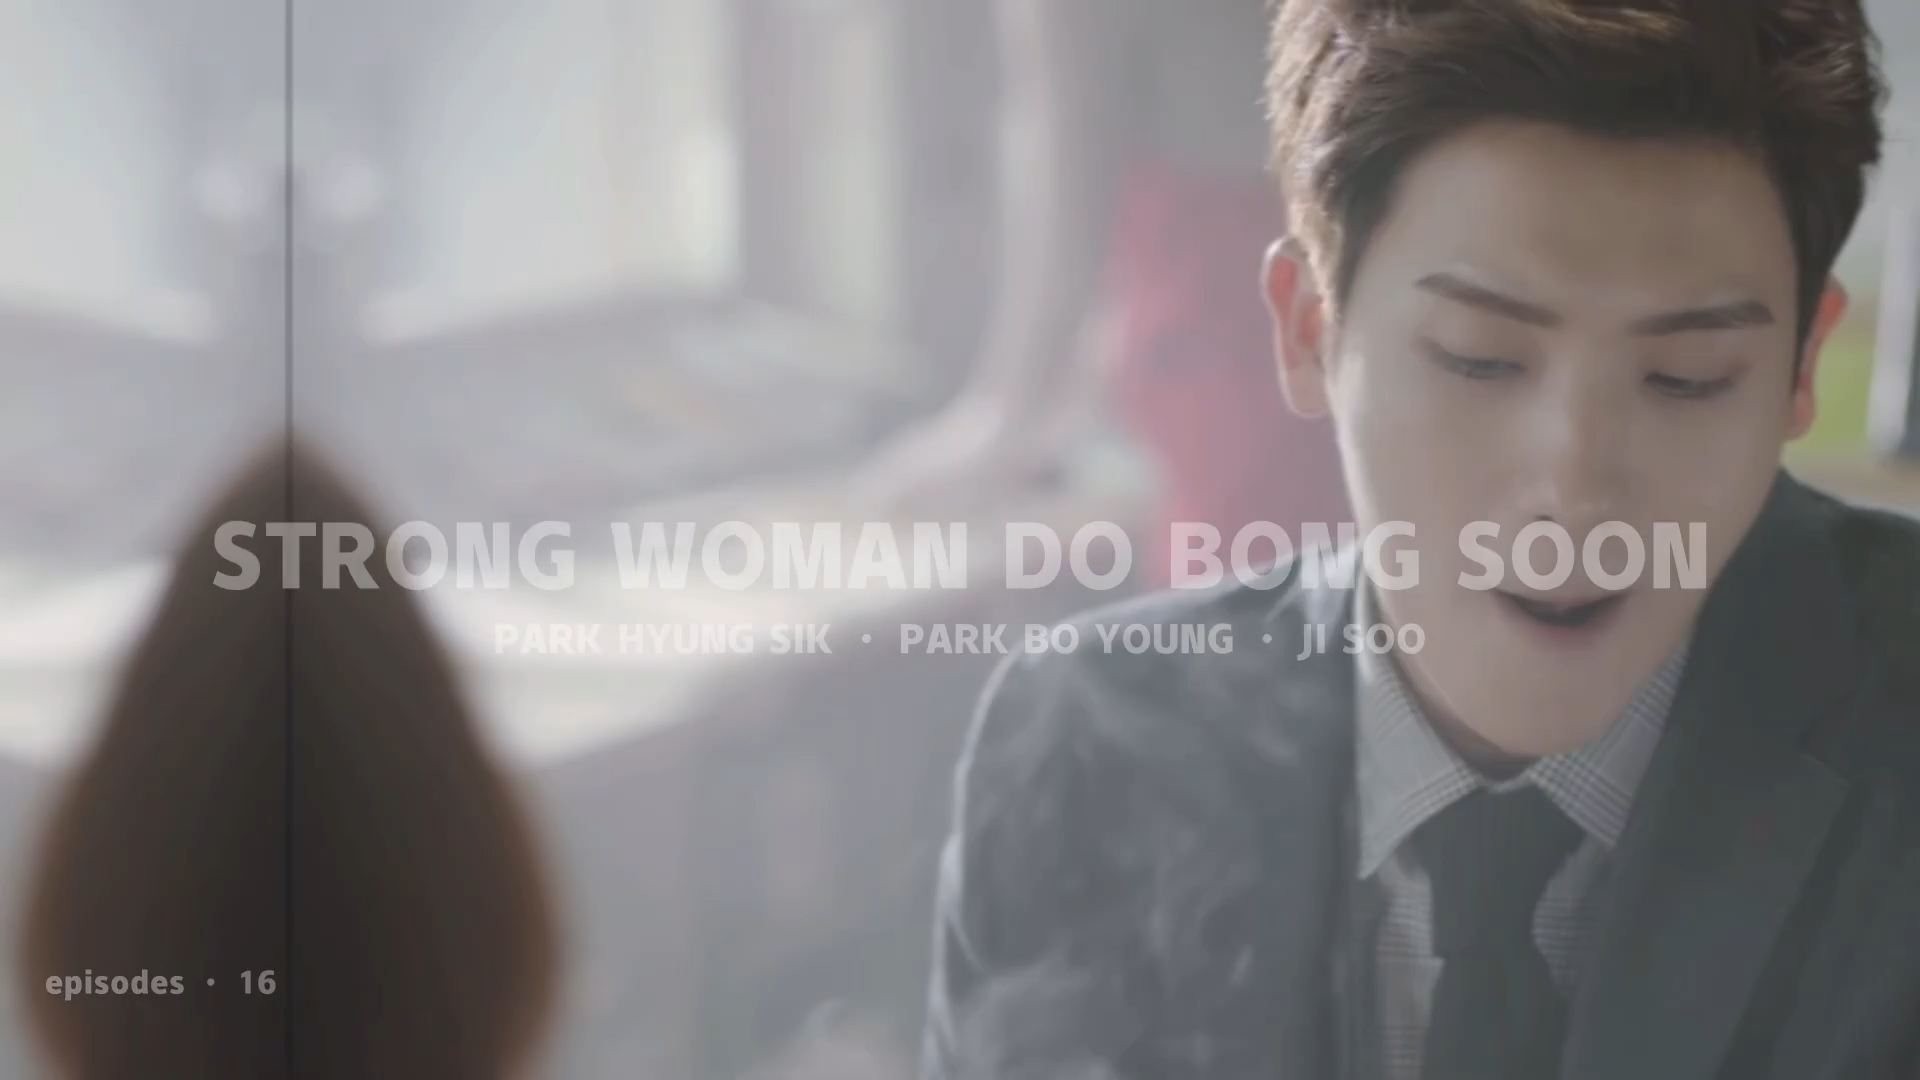 STRONG WOMAN DO BONG SOON
PARK HYUNG SIK • PARK BO YOUNG • JI SOO
episodes • 16